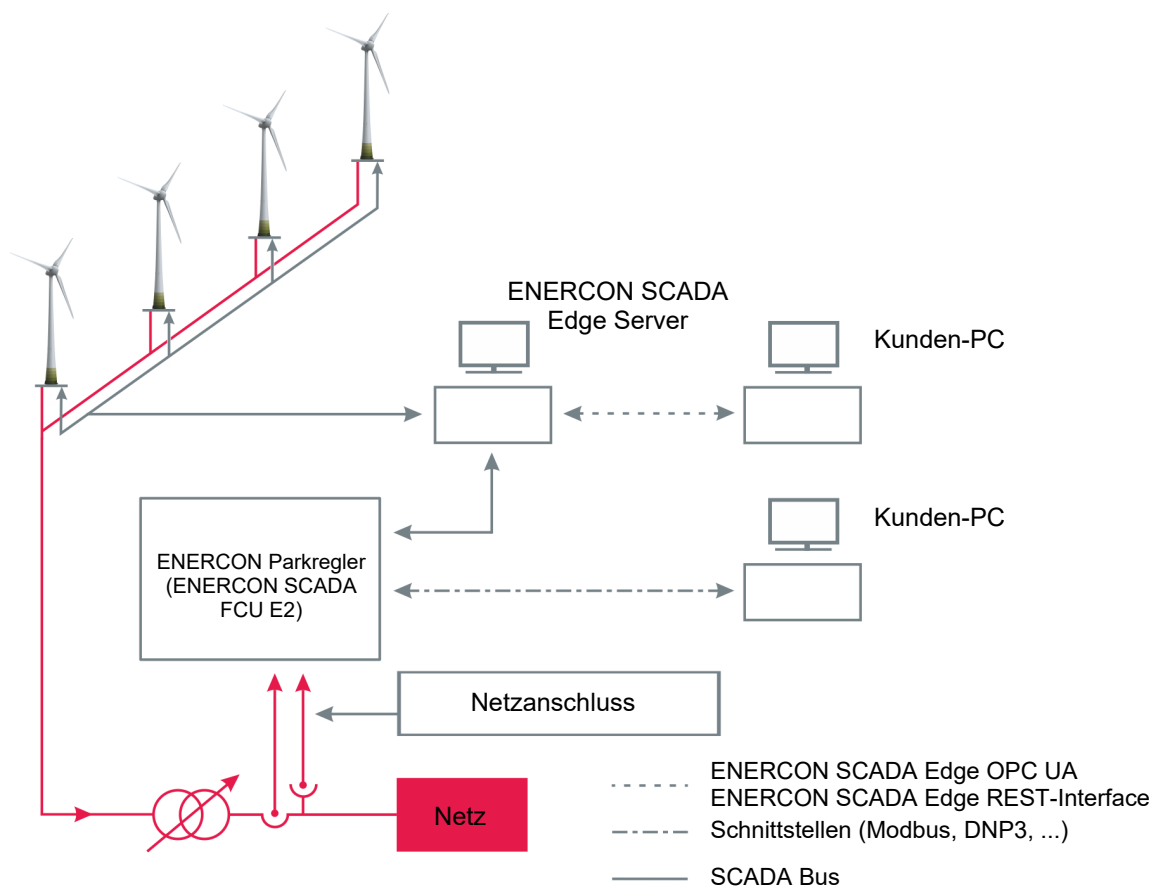 ENERCON SCADA
Edge Server
Kunden-PC
Kunden-PC
ENERCON Parkregler
(ENERCON SCADA
FCU E2)
Netzanschluss
Netz
ENERCON SCADA Edge OPC UA
ENERCON SCADA Edge REST-Interface
Schnittstellen (Modbus, DNP3, ...)
SCADA Bus